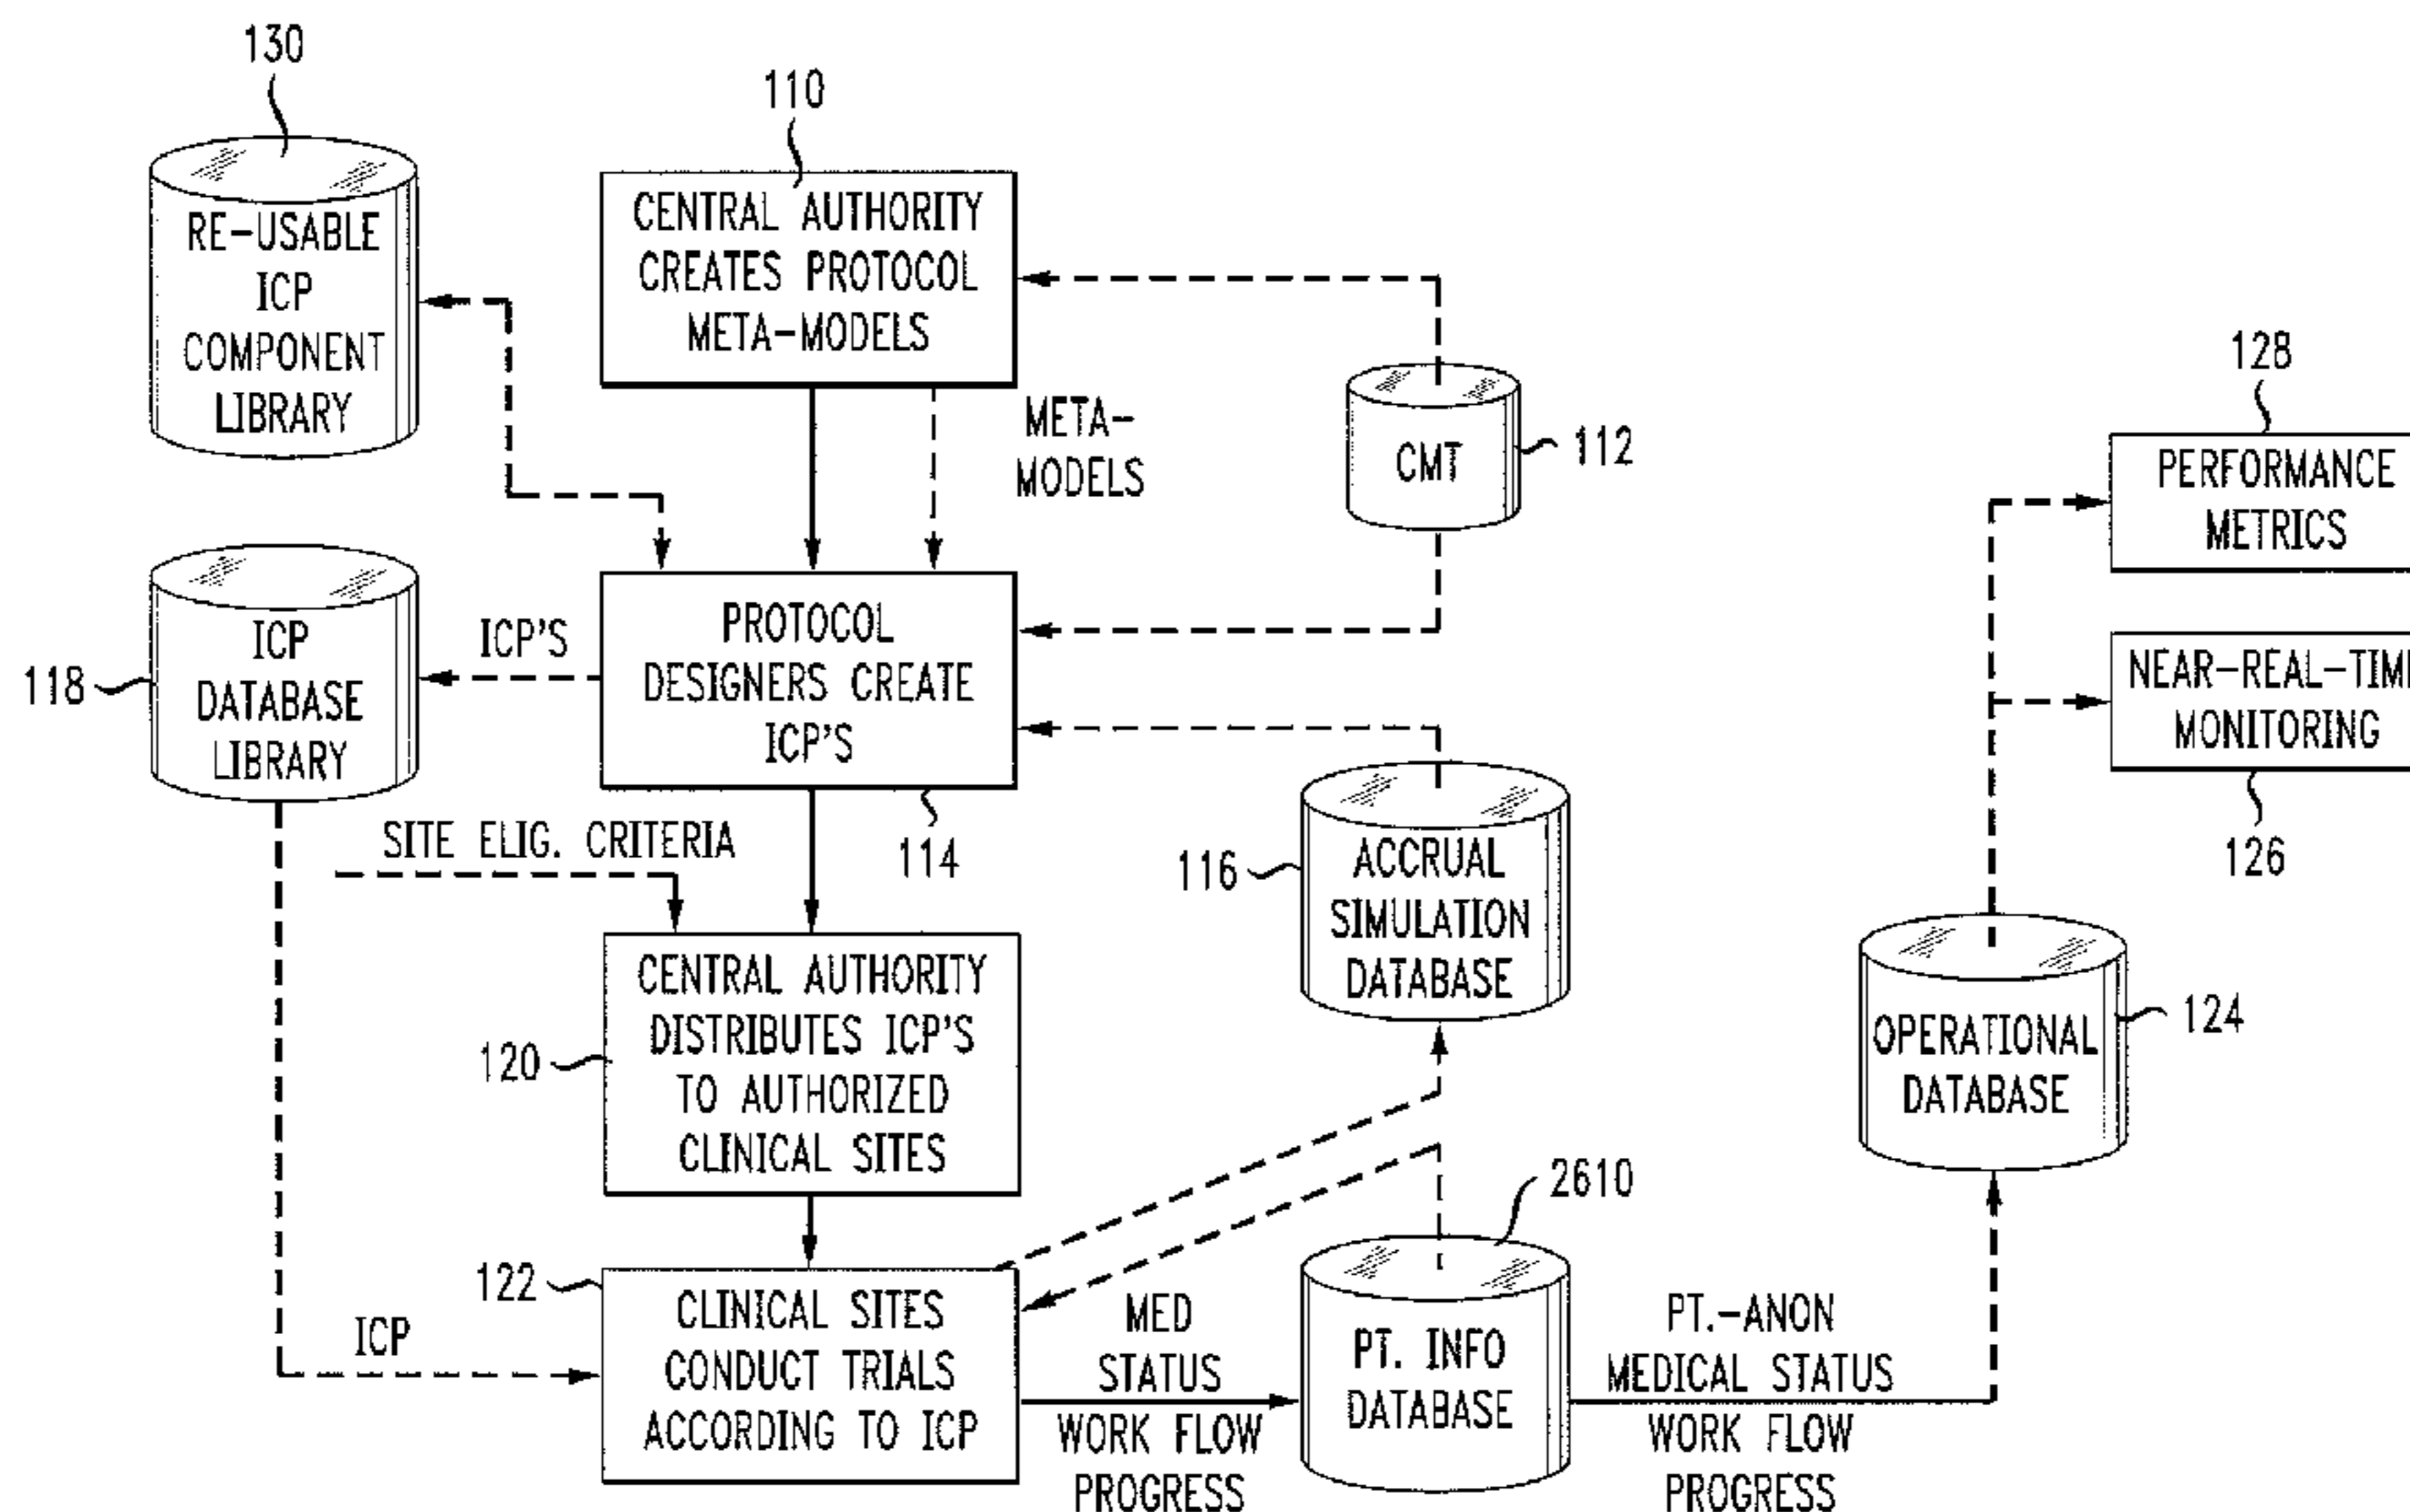 130
RE-USABLE
ICP
COMPONENT
LIBRARY
110
CENTRAL AUTHORITY
CREATES PROTOCOL
META-MODELS
META-
MODELS
CMT
112
128
PERFORMANCE
METRICS
NEAR-REAL-TIM
MONITORING
126
118
ICP
DATABASE
LIBRARY
ICP'S
PROTOCOL
DESIGNERS CREATE
ICP'S
114
SITE ELIG. CRITERIA
116
ACCRUAL
SIMULATION
DATABASE
120
CENTRAL AUTHORITY
DISTRIBUTES ICP'S
TO AUTHORIZED
CLINICAL SITES
OPERATIONAL
DATABASE
124
122
CLINICAL SITES
CONDUCT TRIALS
ACCORDING TO ICP
ICP
MED
STATUS
WORK FLOW
PROGRESS
2610
PT. INFO
DATABASE
PT.-ANON
MEDICAL STATUS
WORK FLOW
PROGRESS